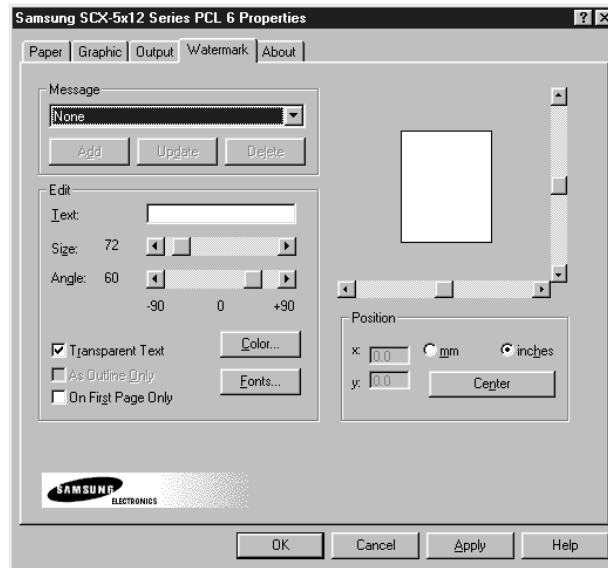 Samsung SCX-5x12 Series PCL 6 Properties
Paper Graphic Output Watermark About
Message
None
Add Update Delete
Edit
Text:
Size: 72
Angle: 60
-90 0 +90
Transparent Text
Color...
As Outline Only
Fonts...
On First Page Only
Position
x: 0.0 mm inches
y: 0.0 Center
SAMSUNG
ELECTRONICS
OK Cancel Apply Help